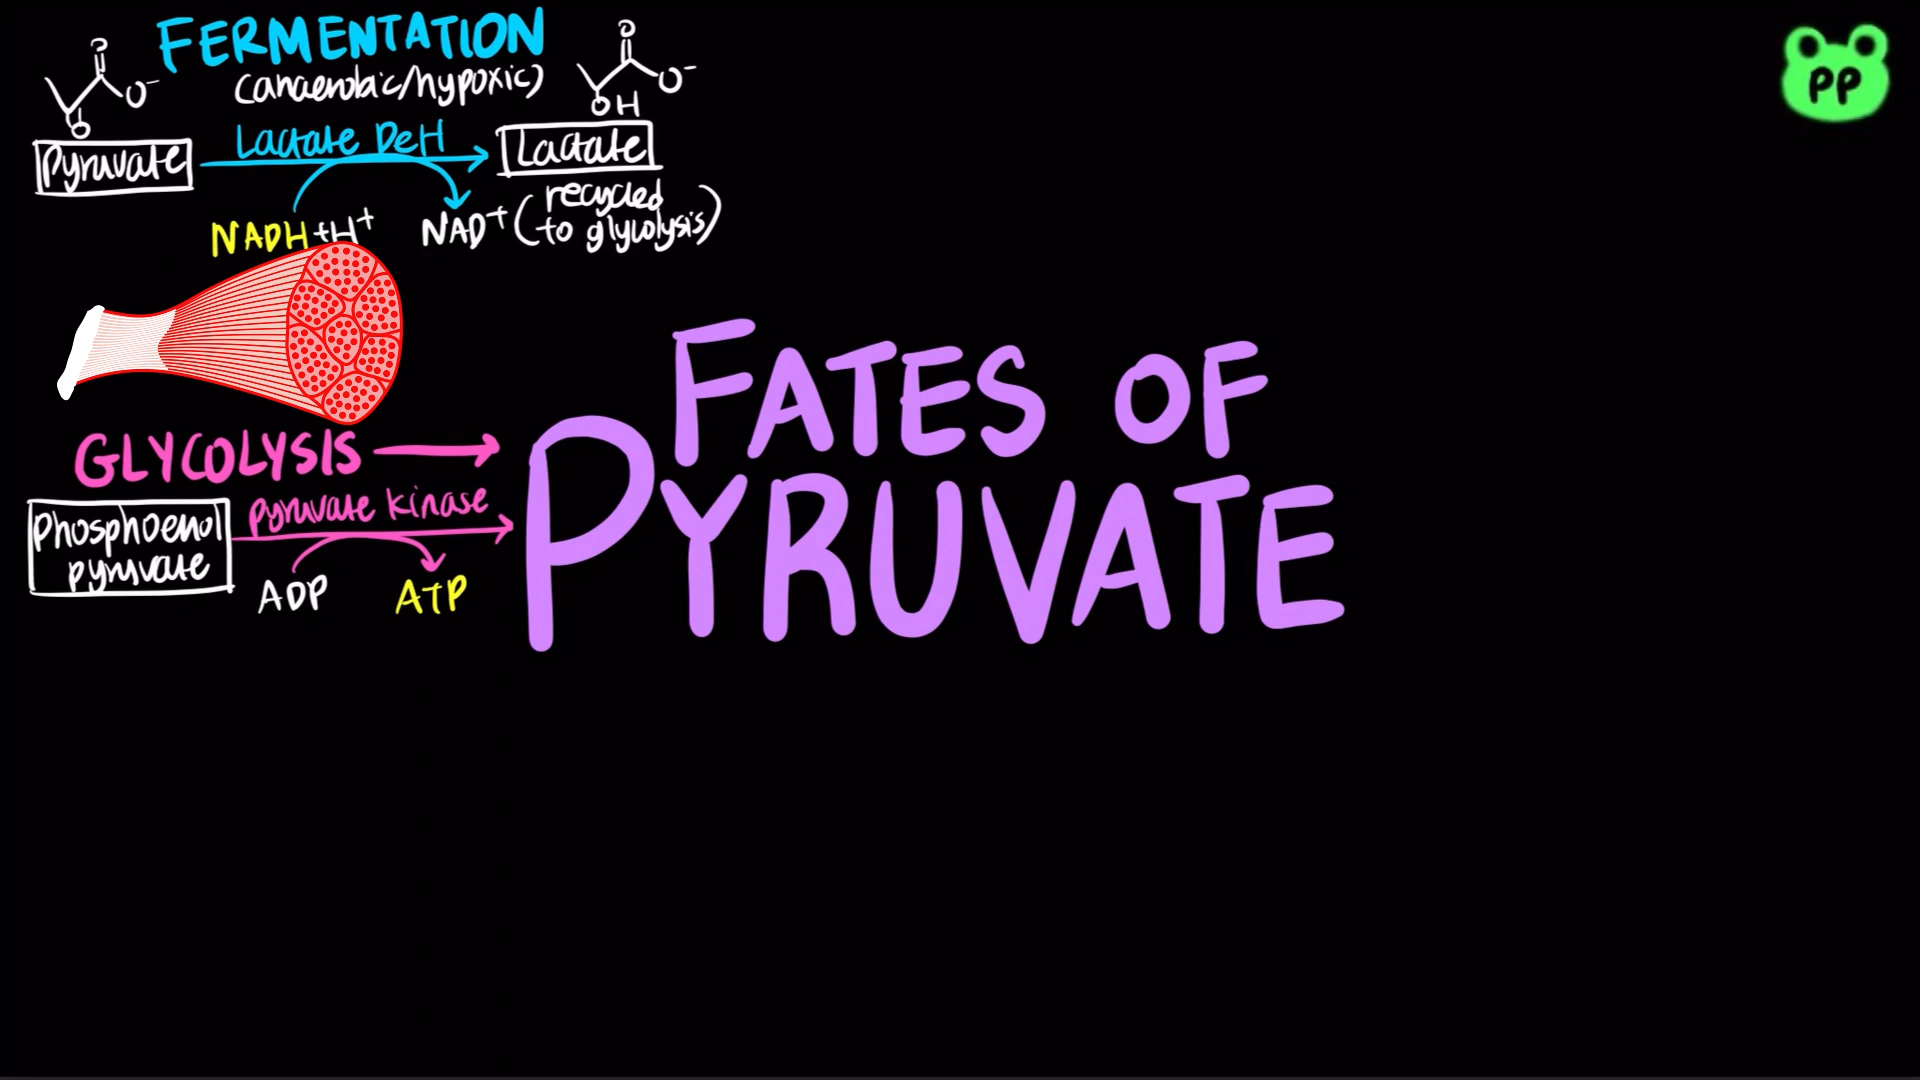 FERMENTATION
(anaerobic/hypoxic)
O
O⁻
O
O
O⁻
OH
Pyruvate
Lactate DeH
Lactate
NADH+H⁺
NAD⁺ (recycled
to glycolysis)
GLYCOLYSIS
Phosphoenol
pyruvate
pyruvate kinase
ADP
ATP
FATES OF
PYRUVATE
PP